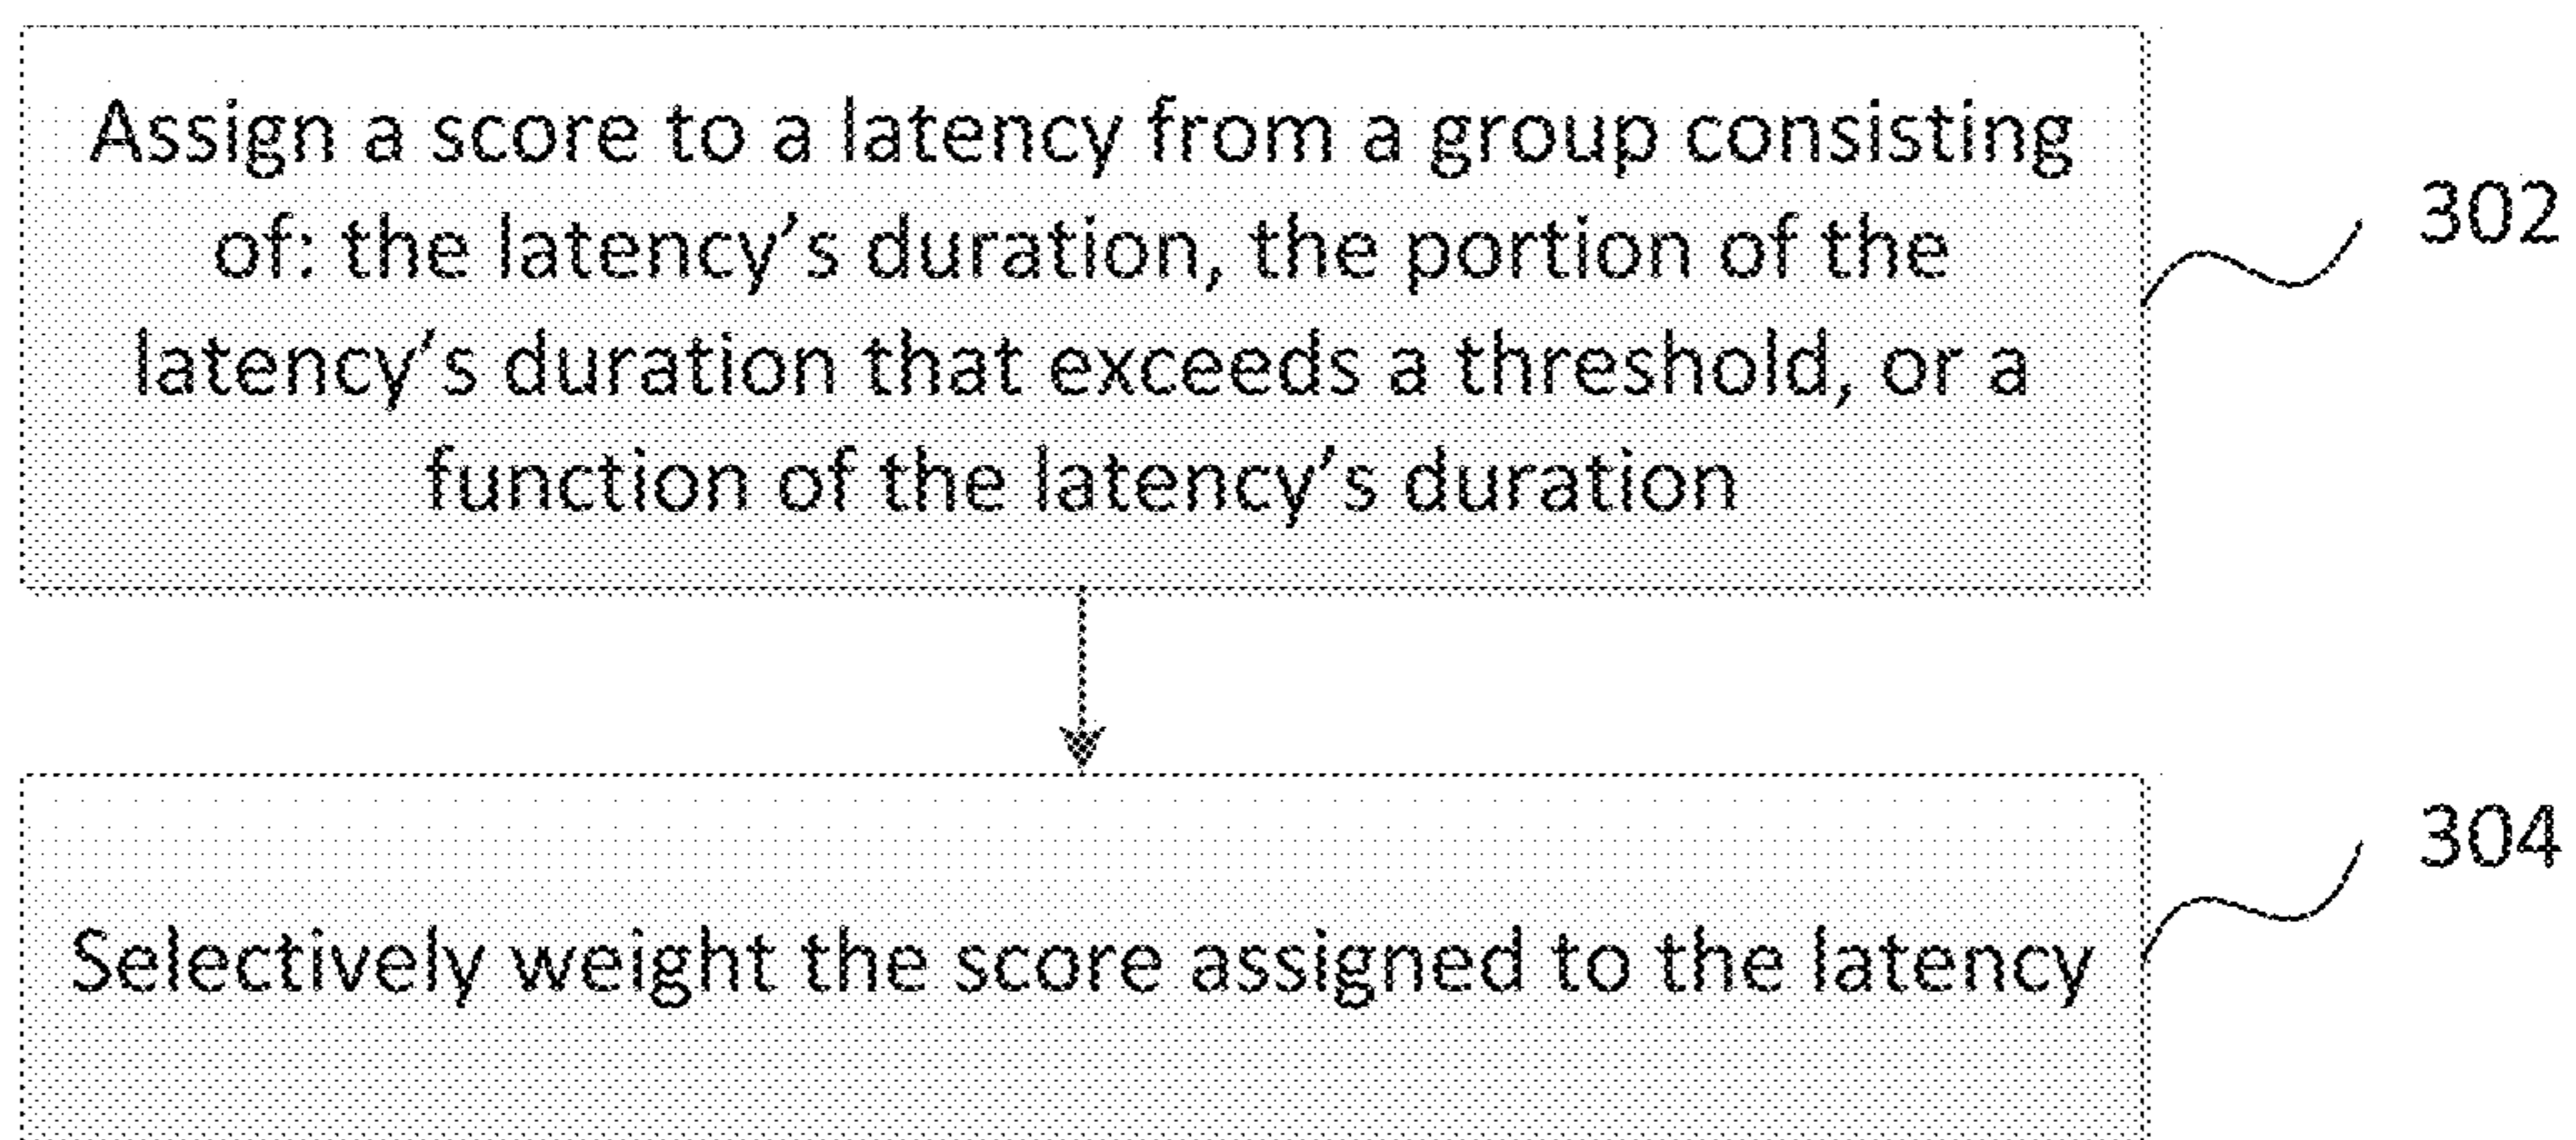 Assign a score to a latency from a group consisting
of: the latency's duration, the portion of the
latency's duration that exceeds a threshold, or a
function of the latency's duration
302
Selectively weight the score assigned to the latency
304